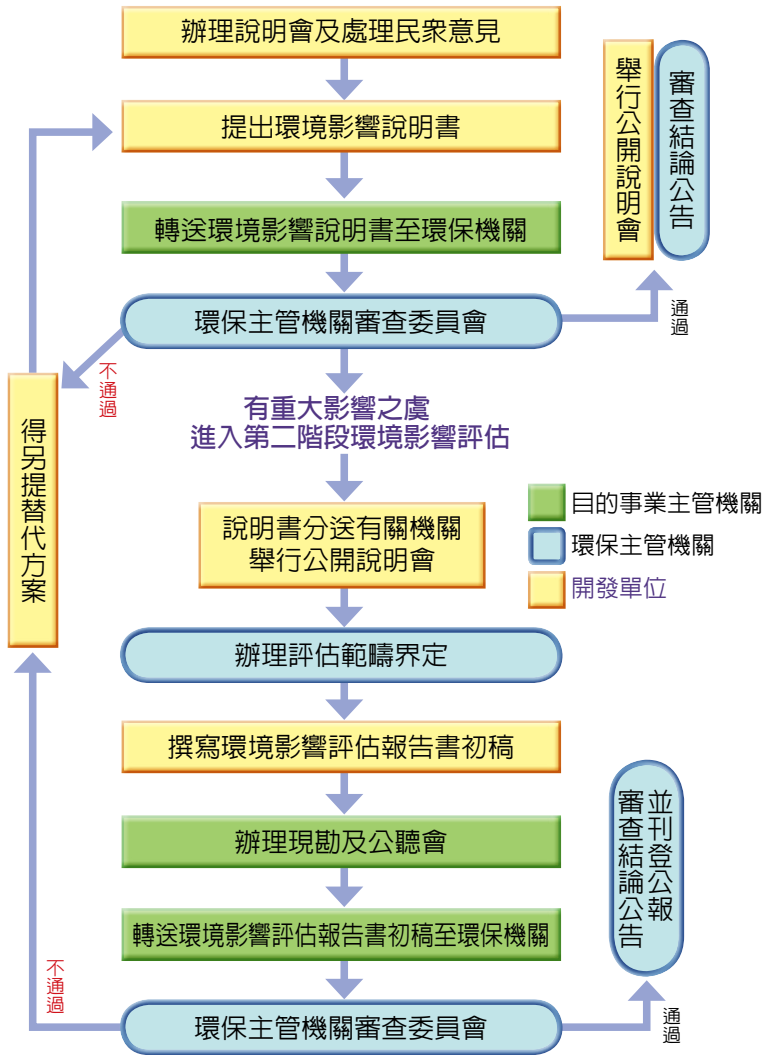 辦理說明會及處理民眾意見
提出環境影響說明書
轉送環境影響說明書至環保機關
環保主管機關審查委員會
通過
舉行公開說明會
審查結論公告
不通過
得另提替代方案
有重大影響之虞
進入第二階段環境影響評估
說明書分送有關機關
舉行公開說明會
目的事業主管機關
環保主管機關
開發單位
辦理評估範疇界定
撰寫環境影響評估報告書初稿
辦理現勘及公聽會
轉送環境影響評估報告書初稿至環保機關
環保主管機關審查委員會
不通過
通過
審查結論公告
並刊登公報